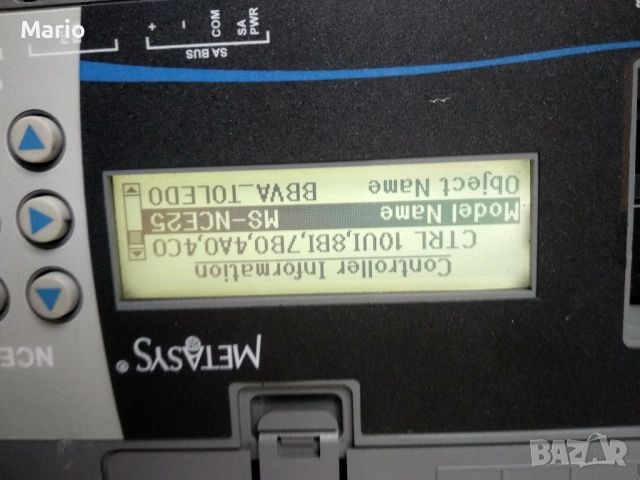 Mario
NCE
METASYS®
Controller Information
CTRL 10UI,8BI,7BO,4AO,4CO
Model Name MS-NCE25
Object Name BBVA_TOLEDO
SA BUS
+
-
COM
SA PWR
BAZAR